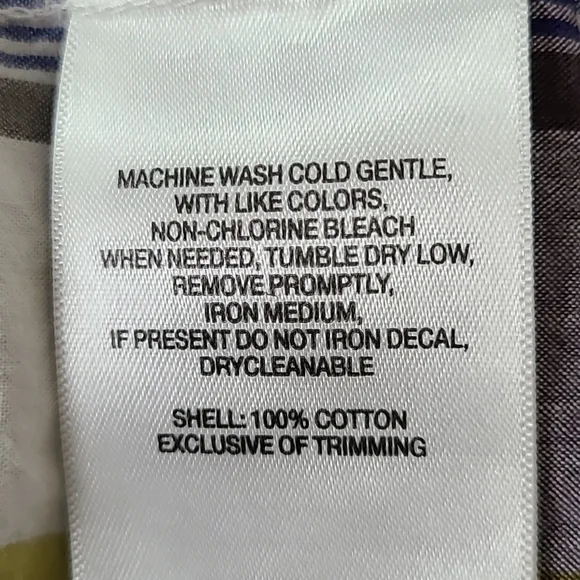 MACHINE WASH COLD GENTLE,
WITH LIKE COLORS,
NON-CHLORINE BLEACH
WHEN NEEDED, TUMBLE DRY LOW,
REMOVE PROMPTLY,
IRON MEDIUM,
IF PRESENT DO NOT IRON DECAL,
DRYCLEANABLE
SHELL: 100% COTTON
EXCLUSIVE OF TRIMMING